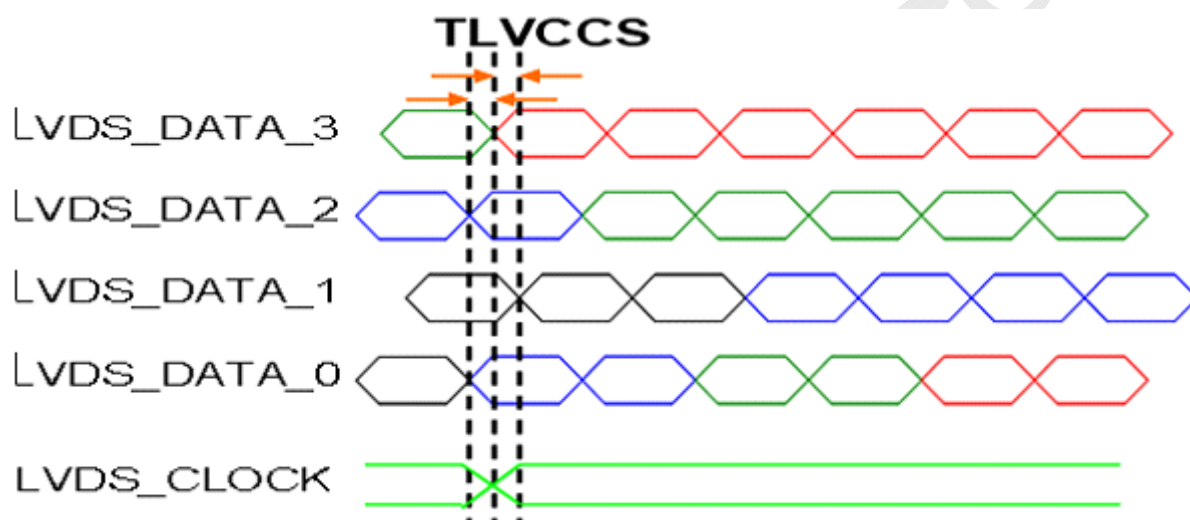 TLVCCS
LVDS_DATA_3
LVDS_DATA_2
LVDS_DATA_1
LVDS_DATA_0
LVDS_CLOCK